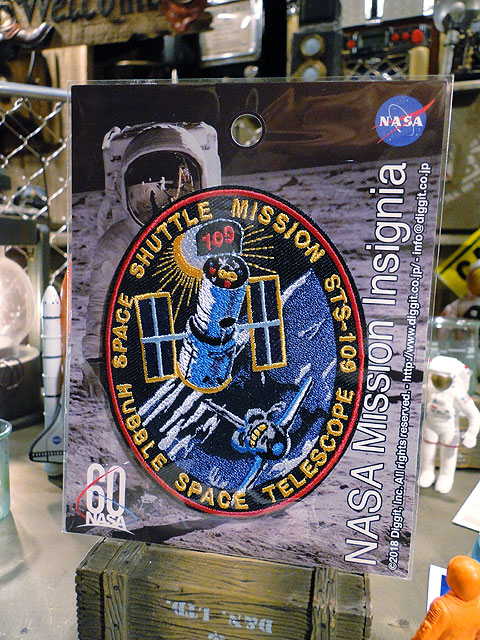 Welcome
NASA
109
SPACE SHUTTLE MISSION STS-109
HUBBLE SPACE TELESCOPE
NASA Mission Insignia
©2018 Diggit, Inc. All rights reserved. - http://www.diggit.co.jp/ - Info@diggit.co.jp
60
NASA